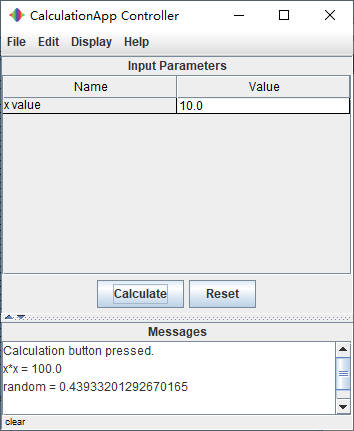 CalculationApp Controller
File Edit Display Help
Input Parameters
Name Value
x value 10.0
Calculate Reset
Messages
Calculation button pressed.
x*x = 100.0
random = 0.43933201292670165
clear